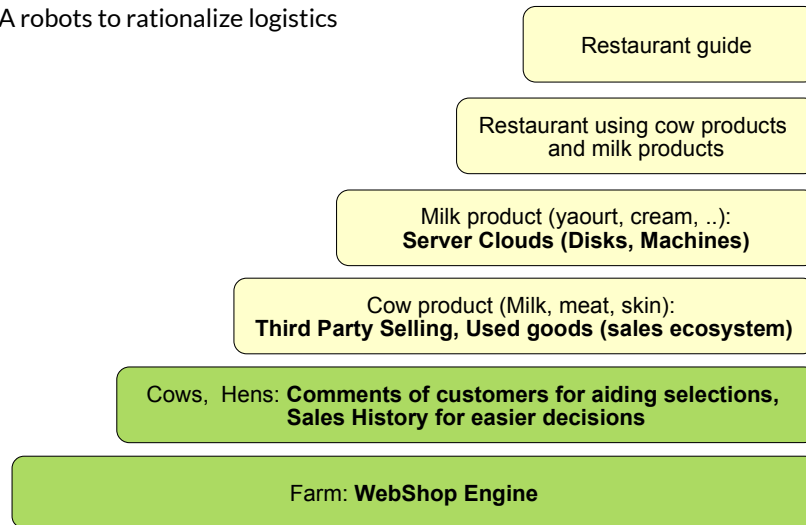 A robots to rationalize logistics
Restaurant guide
Restaurant using cow products
and milk products
Milk product (yaourt, cream, ..):
Server Clouds (Disks, Machines)
Cow product (Milk, meat, skin):
Third Party Selling, Used goods (sales ecosystem)
Cows, Hens: Comments of customers for aiding selections,
Sales History for easier decisions
Farm: WebShop Engine